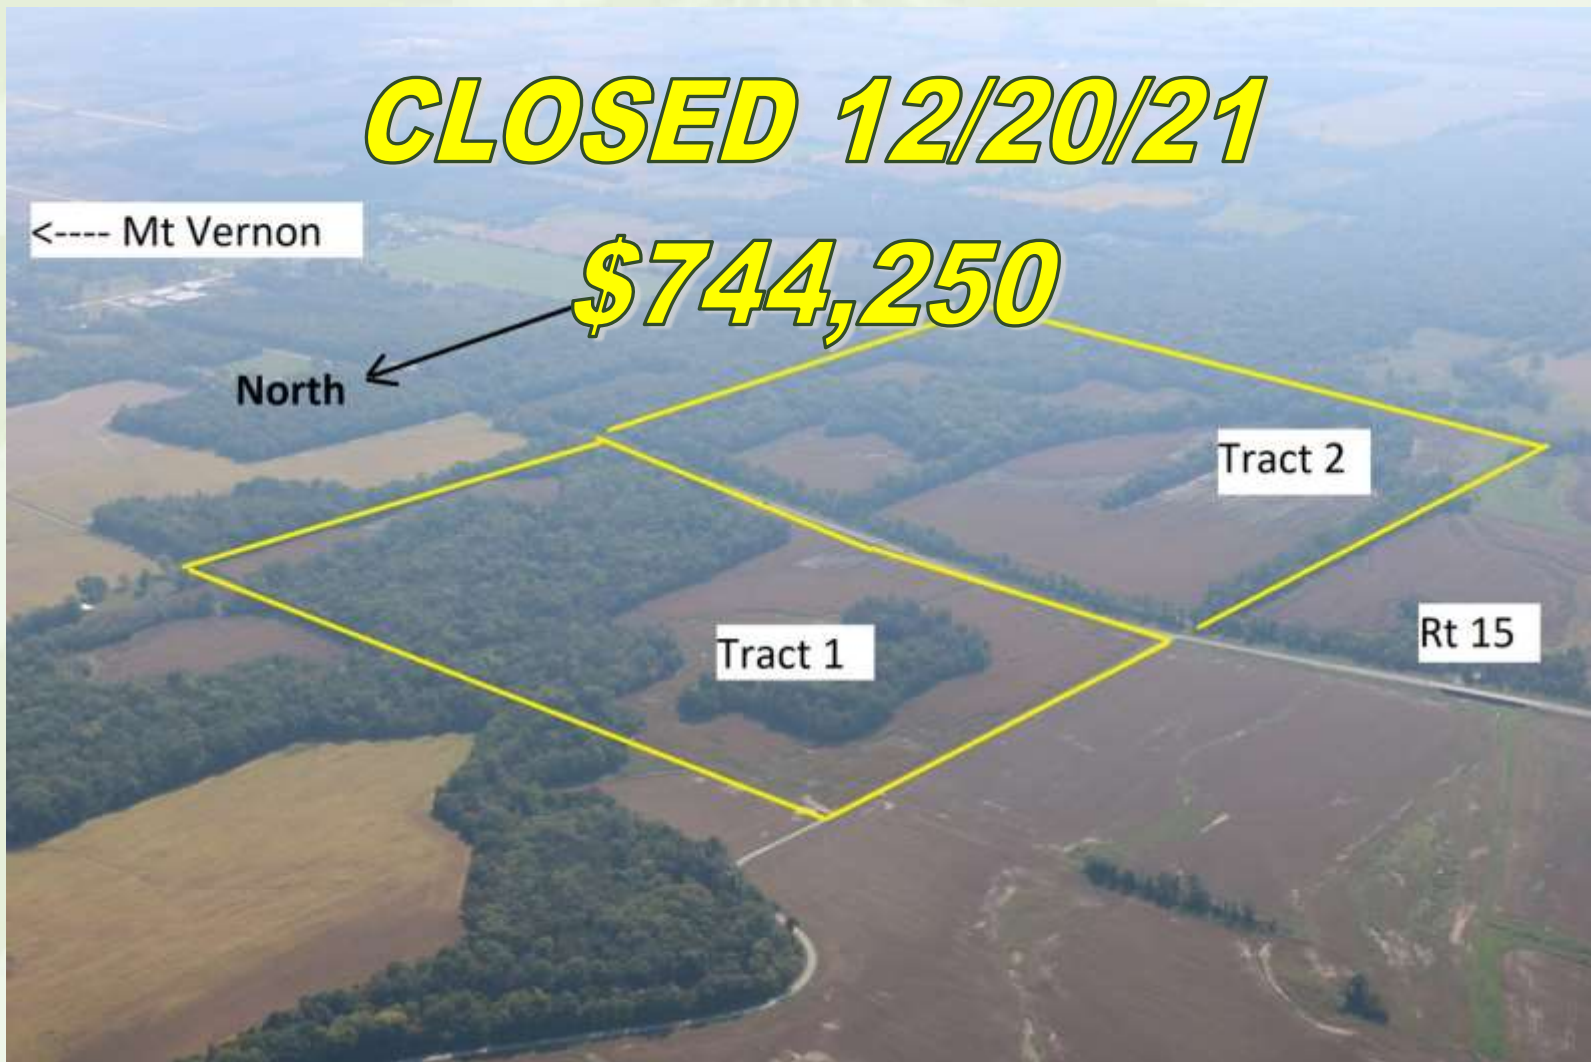 CLOSED 12/20/21
<---- Mt Vernon
$744,250
North
Tract 2
Rt 15
Tract 1